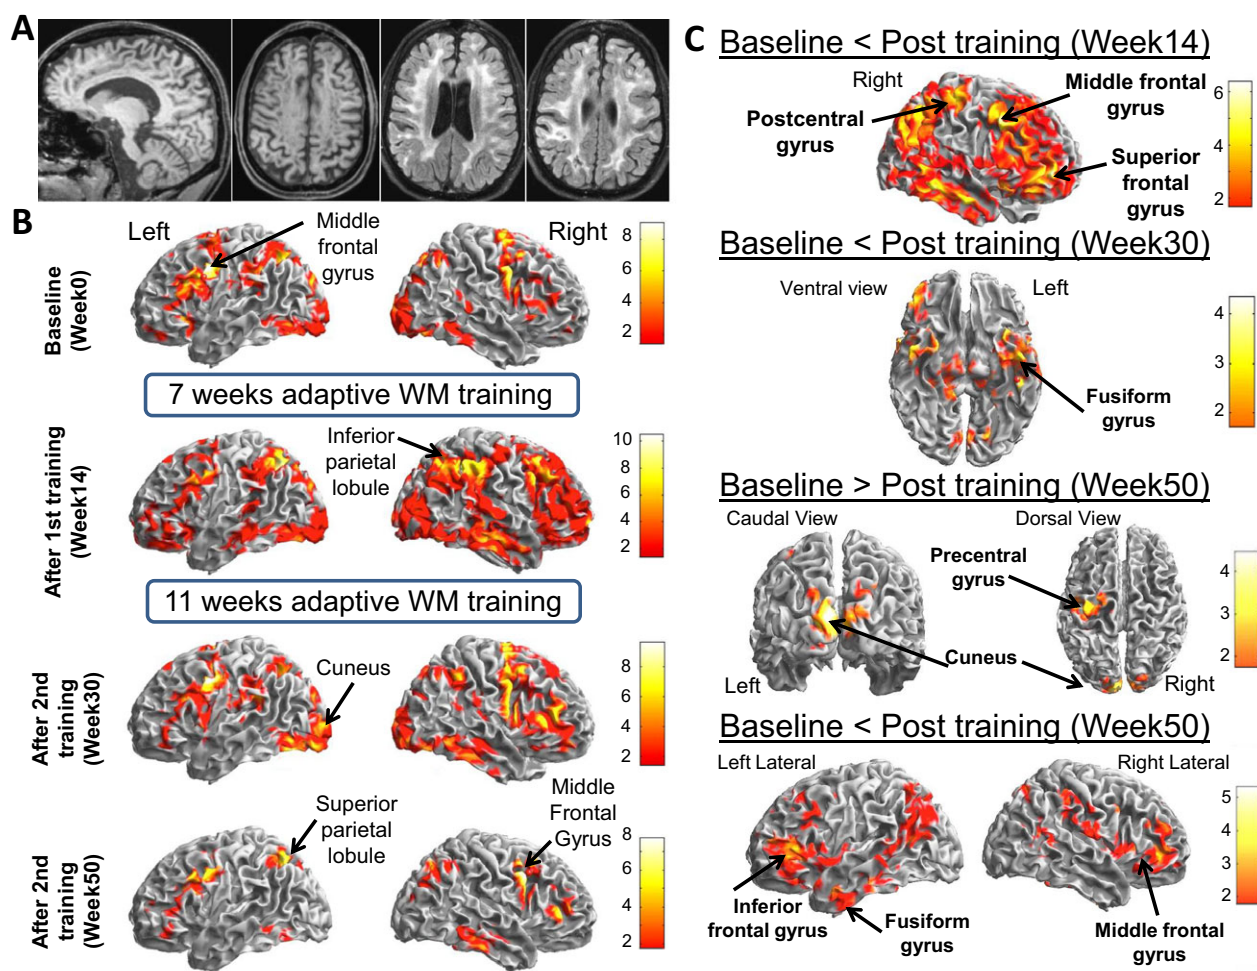 A
B
Left
Middle
frontal
gyrus
Right
Baseline
(Week0)
8
6
4
2
7 weeks adaptive WM training
After 1st training
(Week14)
Inferior
parietal
lobule
10
8
6
4
2
11 weeks adaptive WM training
After 2nd
training
(Week30)
Cuneus
8
6
4
2
After 2nd
training
(Week50)
Superior
parietal
lobule
Middle
Frontal
Gyrus
8
6
4
2
C
Baseline < Post training (Week14)
Right
Postcentral
gyrus
Middle frontal
gyrus
Superior
frontal
gyrus
6
4
2
Baseline < Post training (Week30)
Ventral view
Left
Fusiform
gyrus
4
3
2
Baseline > Post training (Week50)
Caudal View
Dorsal View
Precentral
gyrus
Cuneus
Left
Right
4
3
2
Baseline < Post training (Week50)
Left Lateral
Right Lateral
Inferior
frontal gyrus
Fusiform
gyrus
Middle frontal
gyrus
5
4
3
2